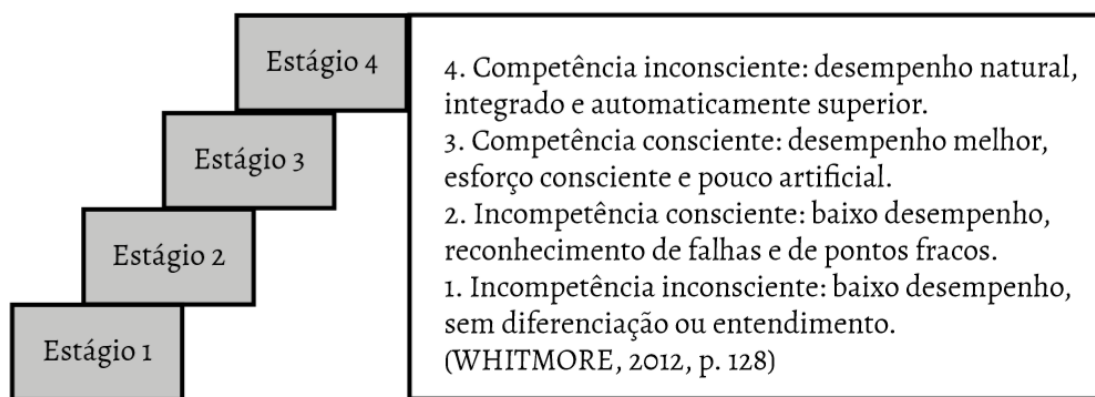 Estágio 4
Estágio 3
Estágio 2
Estágio 1
4. Competência inconsciente: desempenho natural,
integrado e automaticamente superior.
3. Competência consciente: desempenho melhor,
esforço consciente e pouco artificial.
2. Incompetência consciente: baixo desempenho,
reconhecimento de falhas e de pontos fracos.
1. Incompetência inconsciente: baixo desempenho,
sem diferenciação ou entendimento.
(WHITMORE, 2012, p. 128)